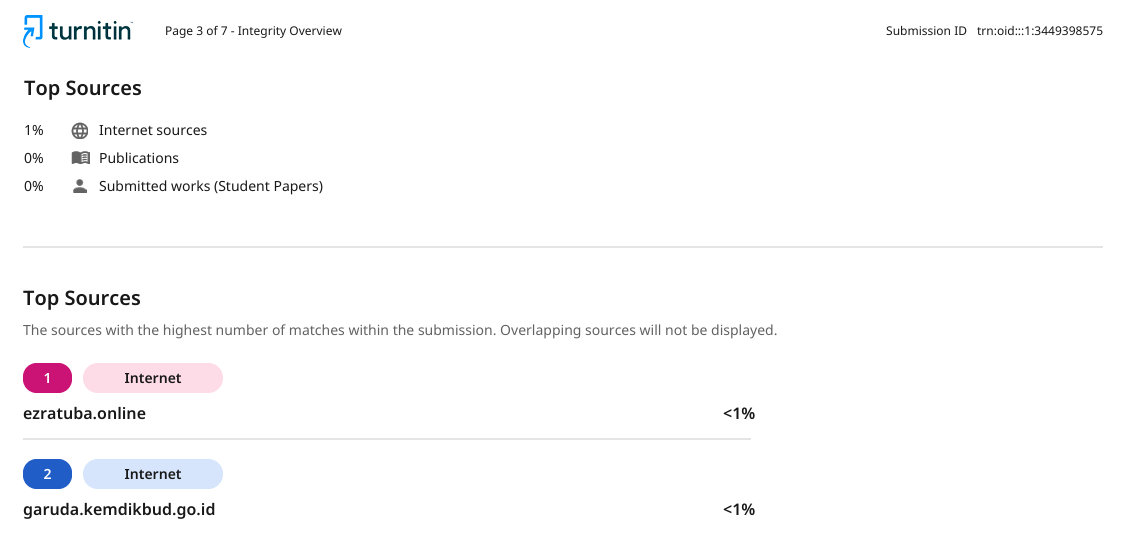 turnitin Page 3 of 7 - Integrity Overview Submission ID trn:oid:::1:3449398575
Top Sources
1% Internet sources
0% Publications
0% Submitted works (Student Papers)
Top Sources
The sources with the highest number of matches within the submission. Overlapping sources will not be displayed.
1 Internet
ezratuba.online <1%
2 Internet
garuda.kemdikbud.go.id <1%